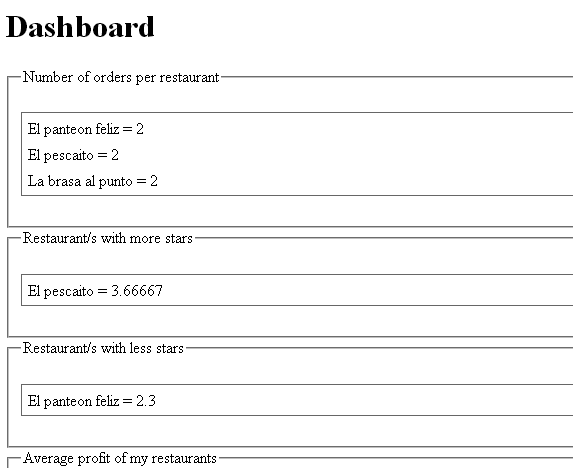 Dashboard
Number of orders per restaurant
El panteon feliz = 2
El pescaito = 2
La brasa al punto = 2
Restaurant/s with more stars
El pescaito = 3.66667
Restaurant/s with less stars
El panteon feliz = 2.3
Average profit of my restaurants